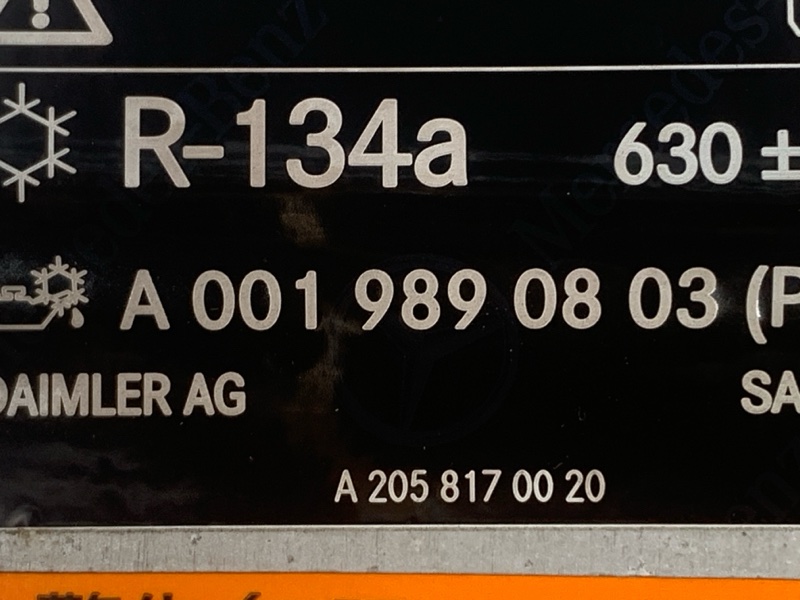 R-134a 630 ±
A 001 989 08 03 (P
DAIMLER AG SA
A 205 817 00 20